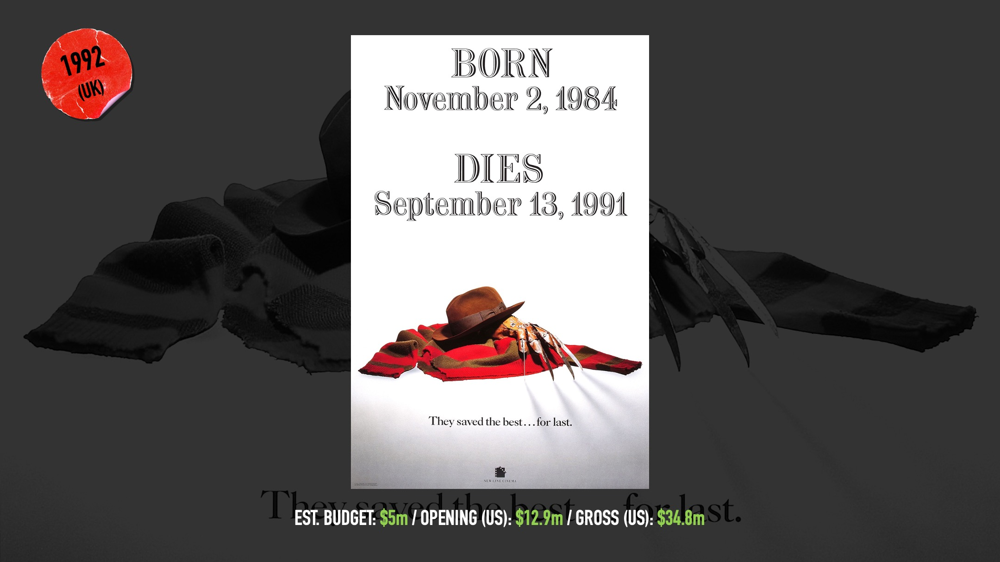 1992
(UK)
BORN
November 2, 1984
DIES
September 13, 1991
They saved the best...for last.
NEW LINE CINEMA
They saved the best... for last.
EST. BUDGET: $5m / OPENING (US): $12.9m / GROSS (US): $34.8m